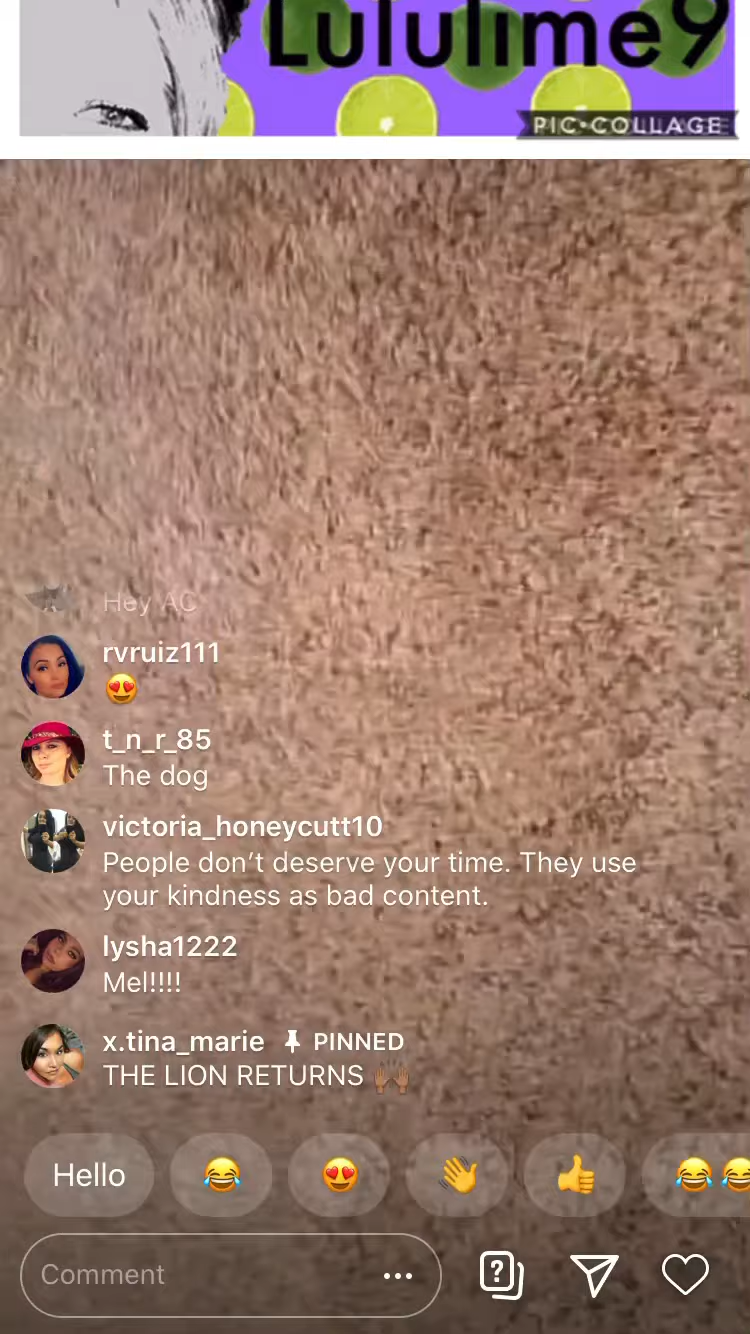 Lululime9
PIC•COLLAGE
Hey AC
rvruiz111
😍
t_n_r_85
The dog
victoria_honeycutt10
People don’t deserve your time. They use
your kindness as bad content.
lysha1222
Mel!!!!
x.tina_marie PINNED
THE LION RETURNS 🙌🏾
Hello 😂 😍 👋 👍 😂😂
Comment ...